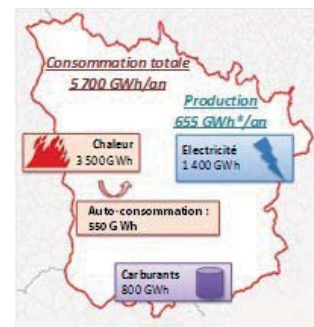 Consommation totale
5 700 GWh/an
Production
655 GWh*/an
Chaleur
3 500 GWh
Electricité
1 400 GWh
Auto-consommation :
550 G Wh
Carburants
800 GWh